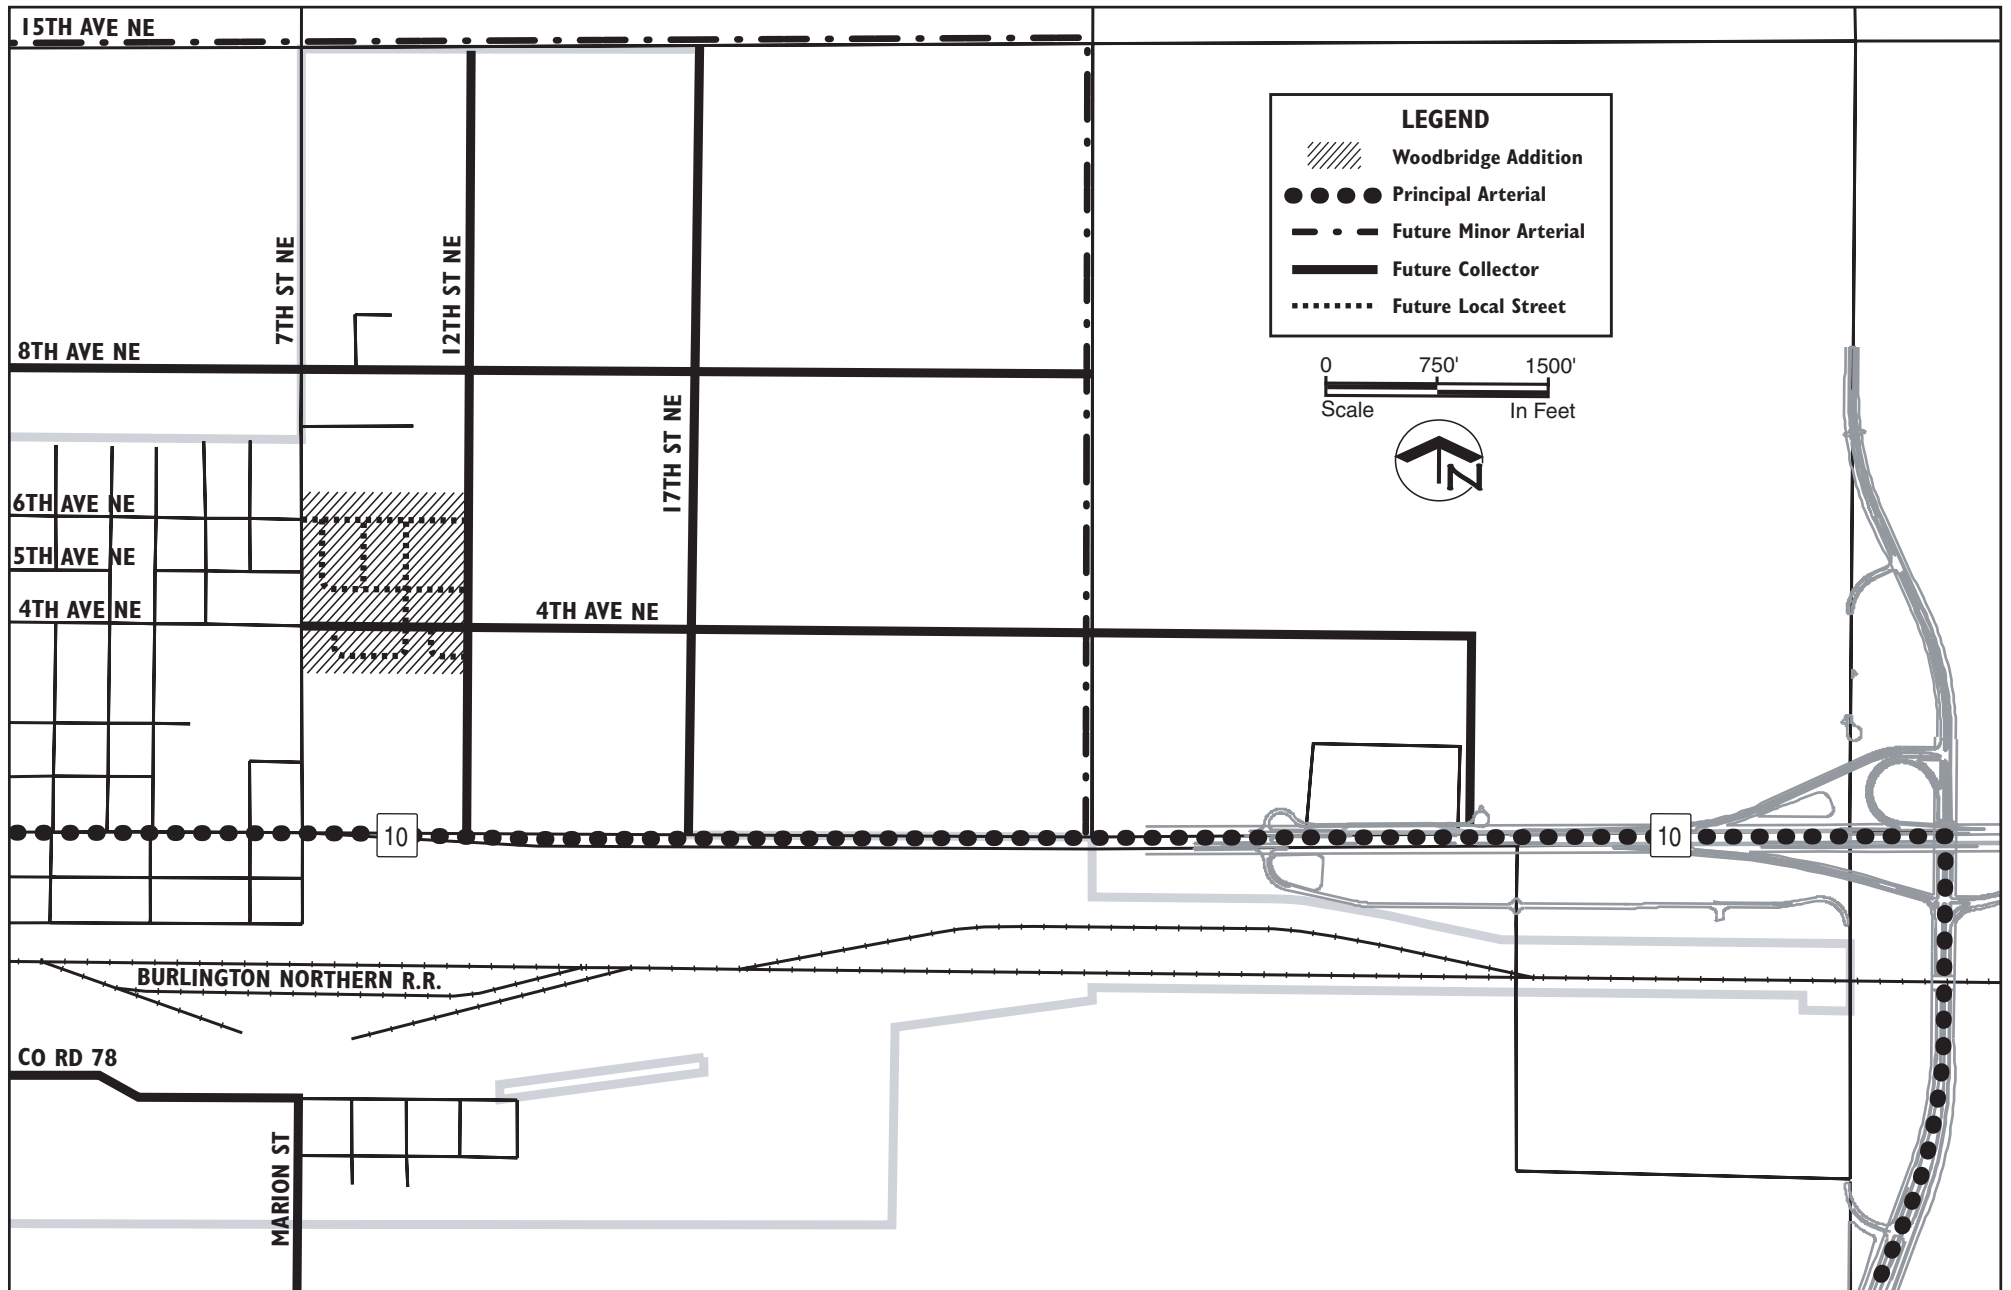 15TH AVE NE
LEGEND
Woodbridge Addition
Principal Arterial
Future Minor Arterial
Future Collector
Future Local Street
7TH ST NE
12TH ST NE
8TH AVE NE
0 750' 1500'
Scale In Feet
17TH ST NE
N
6TH AVE NE
5TH AVE NE
4TH AVE NE
4TH AVE NE
10
10
BURLINGTON NORTHERN R.R.
CO RD 78
MARION ST